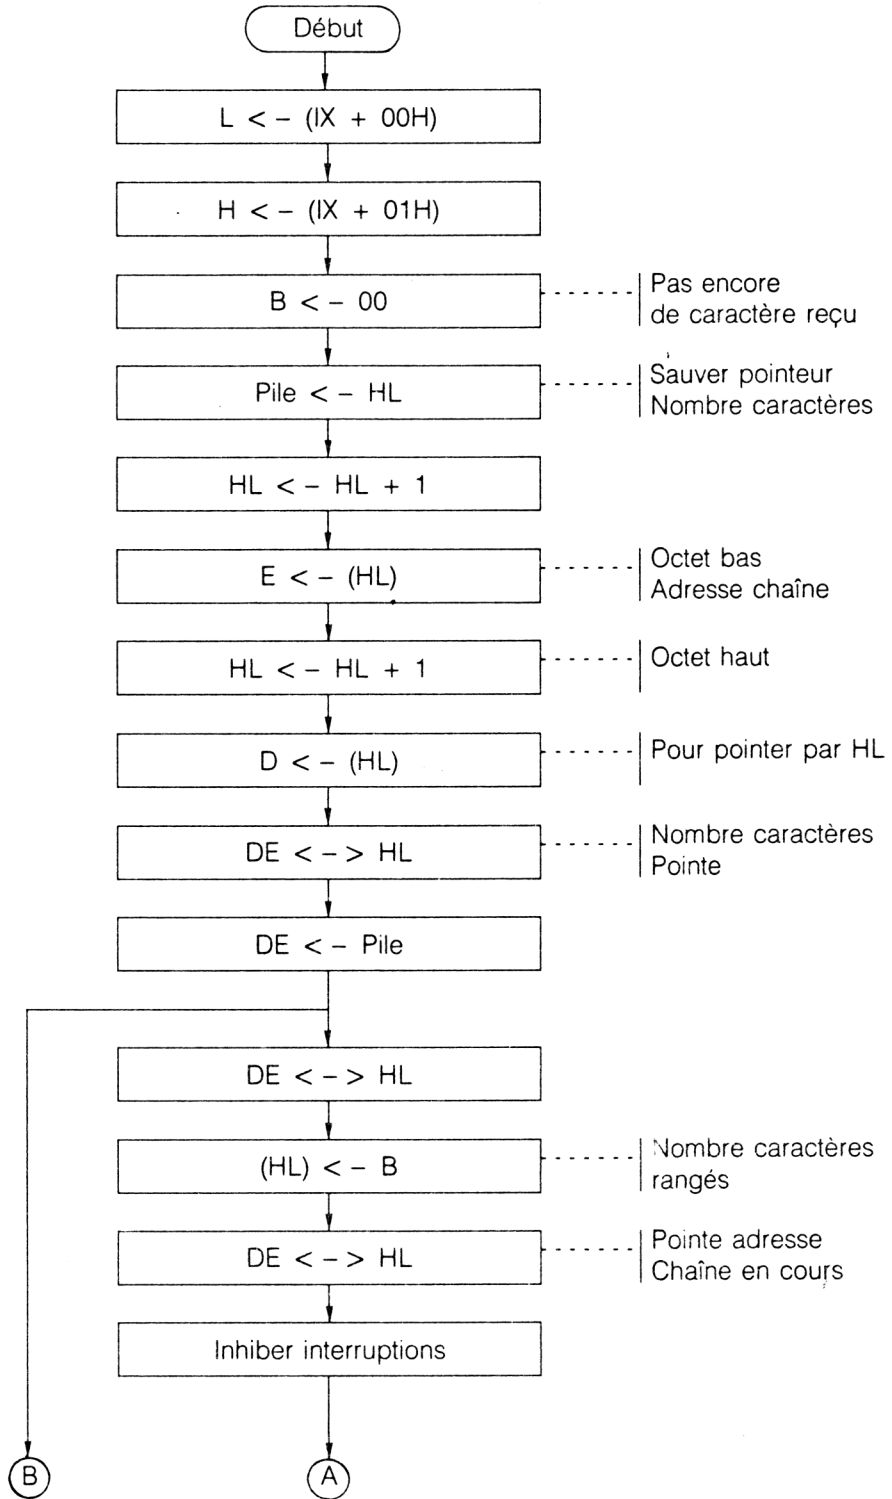 Début
L < – (IX + 00H)
H < – (IX + 01H)
B < – 00
Pas encore
de caractère reçu
Pile < – HL
Sauver pointeur
Nombre caractères
HL < – HL + 1
E < – (HL)
Octet bas
Adresse chaîne
HL < – HL + 1
Octet haut
D < – (HL)
Pour pointer par HL
DE < – > HL
Nombre caractères
Pointe
DE < – Pile
DE < – > HL
(HL) < – B
Nombre caractères
rangés
DE < – > HL
Pointe adresse
Chaîne en cours
Inhiber interruptions
B
A